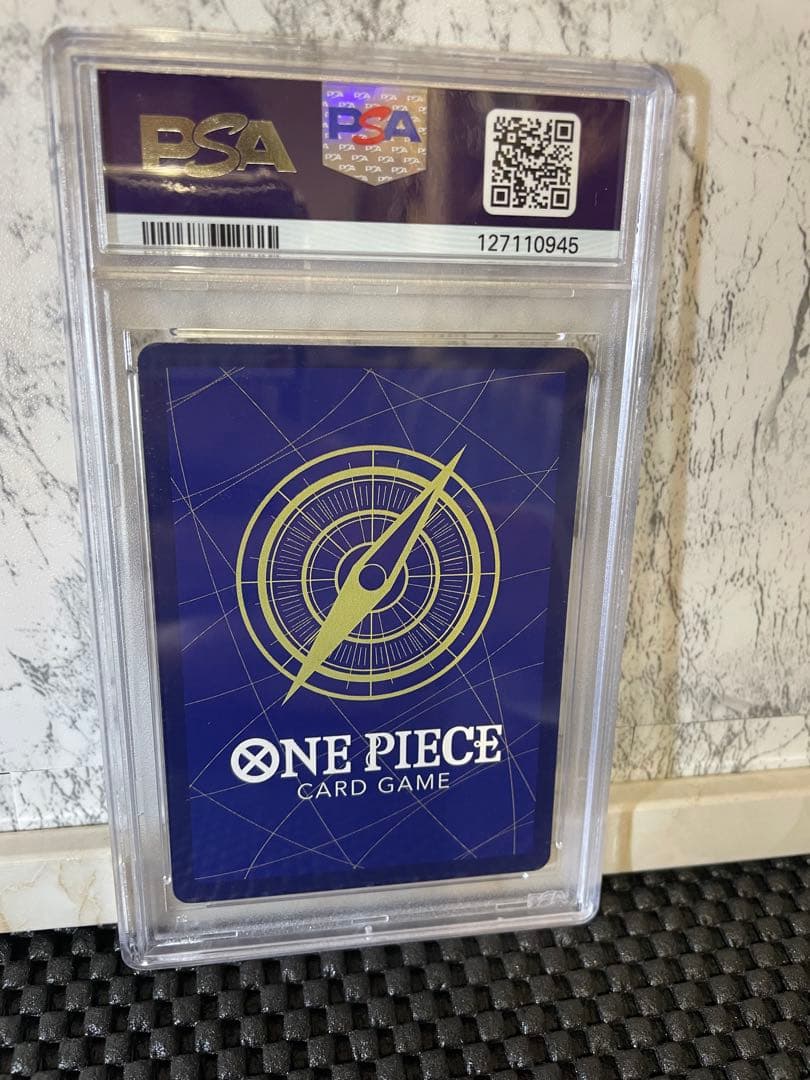 PSA
PSA
127110945
ONE PIECE
CARD GAME